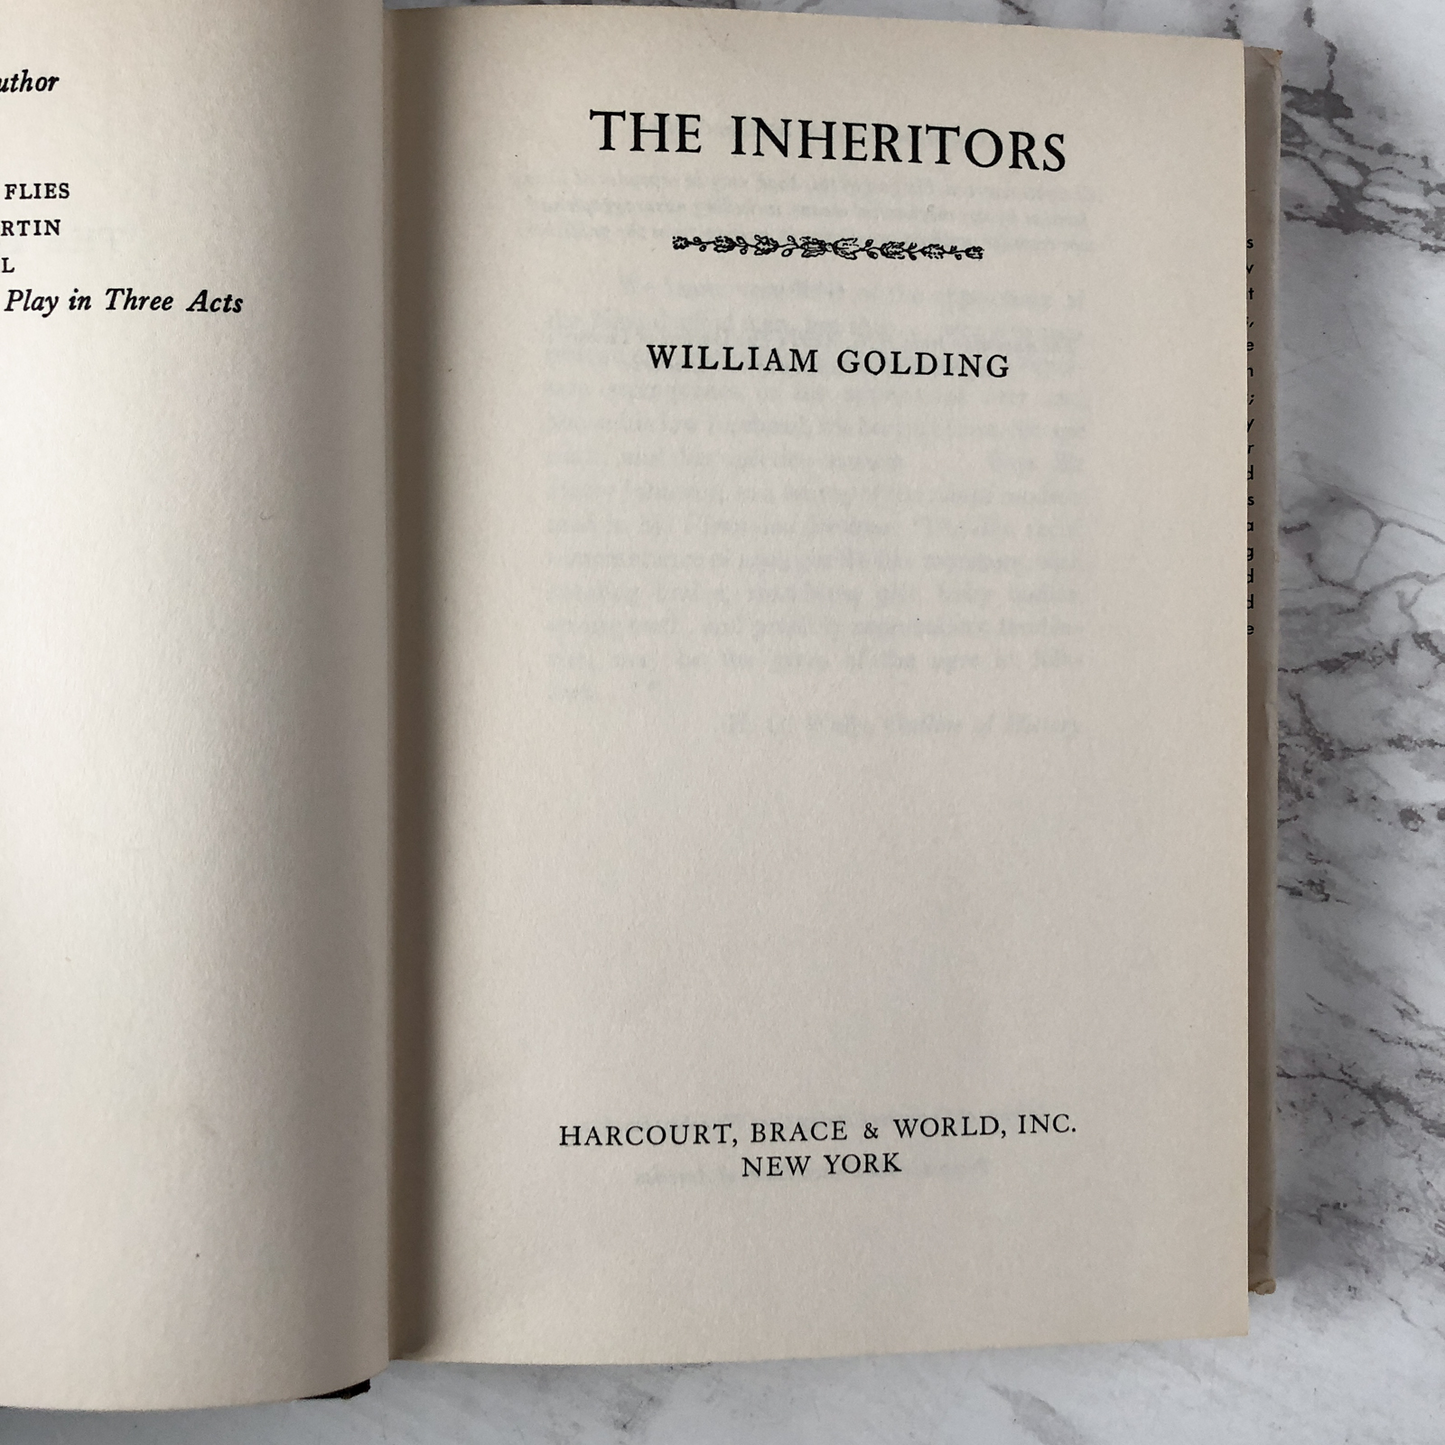 uthor
FLIES
RTIN
L
Play in Three Acts
THE INHERITORS
WILLIAM GOLDING
HARCOURT, BRACE & WORLD, INC.
NEW YORK